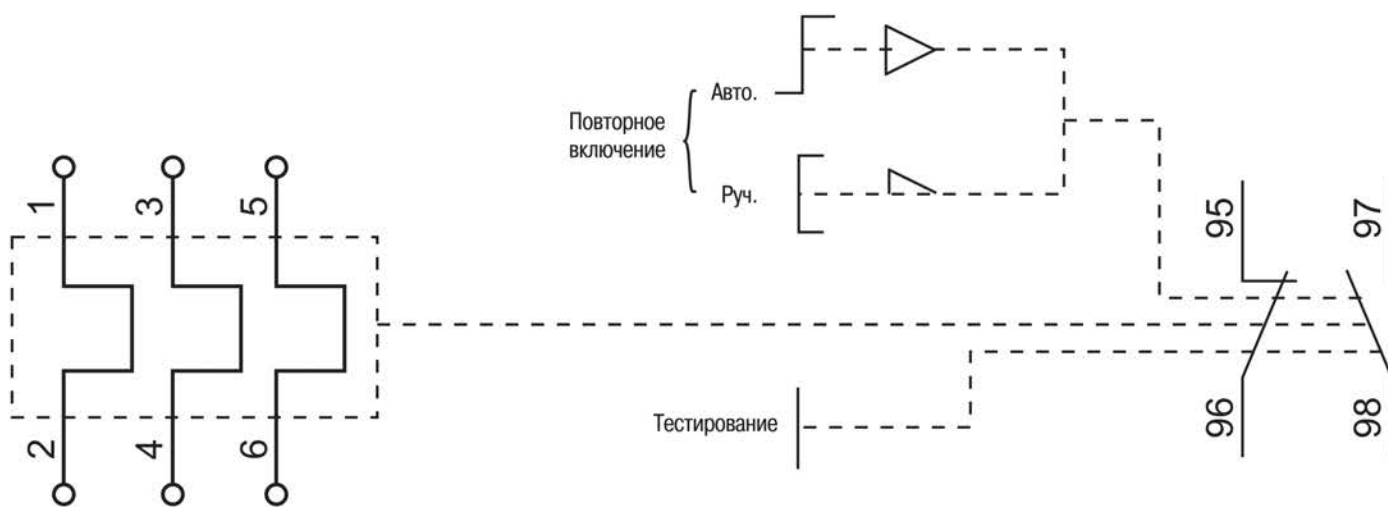 Авто.
Повторное
включение
Руч.
1
3
5
95
97
2
4
6
Тестирование
96
98